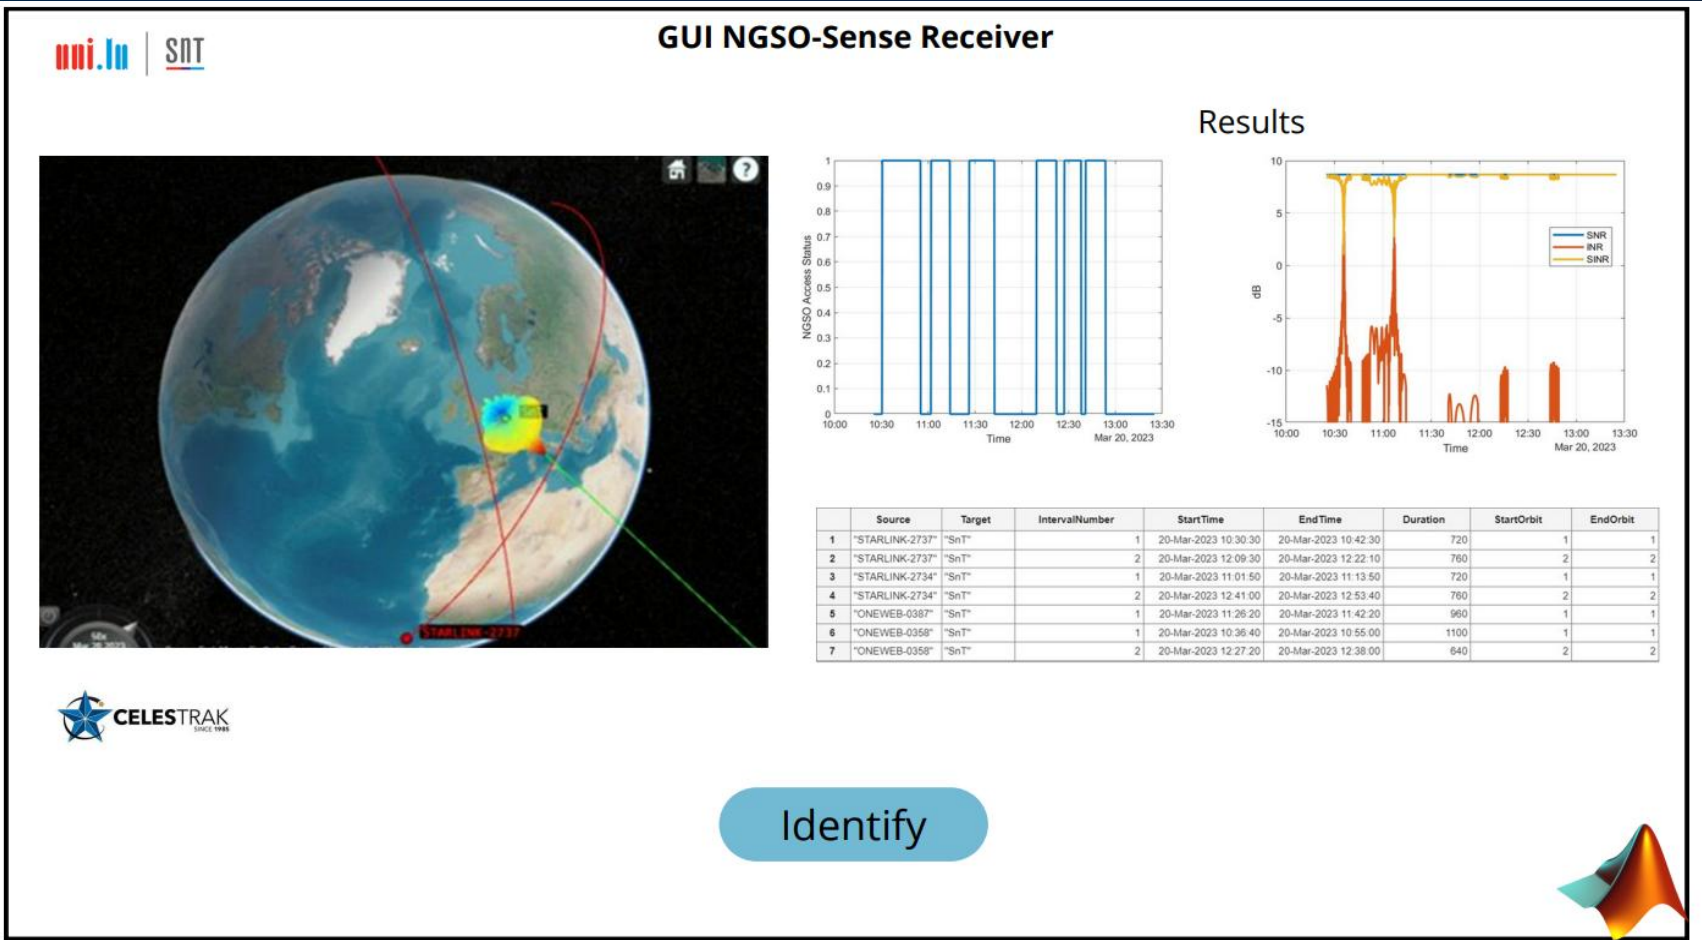 GUI NGSO-Sense Receiver
uni.lu | SNT
Results
?
SnT
STARLINK-2737
50x
Mar 20 2023
1
0.9
0.8
0.7
0.6
0.5
0.4
0.3
0.2
0.1
0
NGSO Access Status
10:00 10:30 11:00 11:30 12:00 12:30 13:00 13:30
Time
Mar 20, 2023
10
5
0
-5
-10
-15
dB
SNR
INR
SINR
10:00 10:30 11:00 11:30 12:00 12:30 13:00 13:30
Time
Mar 20, 2023
Source Target IntervalNumber StartTime EndTime Duration StartOrbit EndOrbit
1 "STARLINK-2737" "SnT" 1 20-Mar-2023 10:30:30 20-Mar-2023 10:42:30 720 1 1
2 "STARLINK-2737" "SnT" 2 20-Mar-2023 12:09:30 20-Mar-2023 12:22:10 760 2 2
3 "STARLINK-2734" "SnT" 1 20-Mar-2023 11:01:50 20-Mar-2023 11:13:50 720 1 1
4 "STARLINK-2734" "SnT" 2 20-Mar-2023 12:41:00 20-Mar-2023 12:53:40 760 2 2
5 "ONEWEB-0387" "SnT" 1 20-Mar-2023 11:26:20 20-Mar-2023 11:42:20 960 1 1
6 "ONEWEB-0358" "SnT" 1 20-Mar-2023 10:36:40 20-Mar-2023 10:55:00 1100 1 1
7 "ONEWEB-0358" "SnT" 2 20-Mar-2023 12:27:20 20-Mar-2023 12:38:00 640 2 2
CELESTRAK
SINCE 1985
Identify